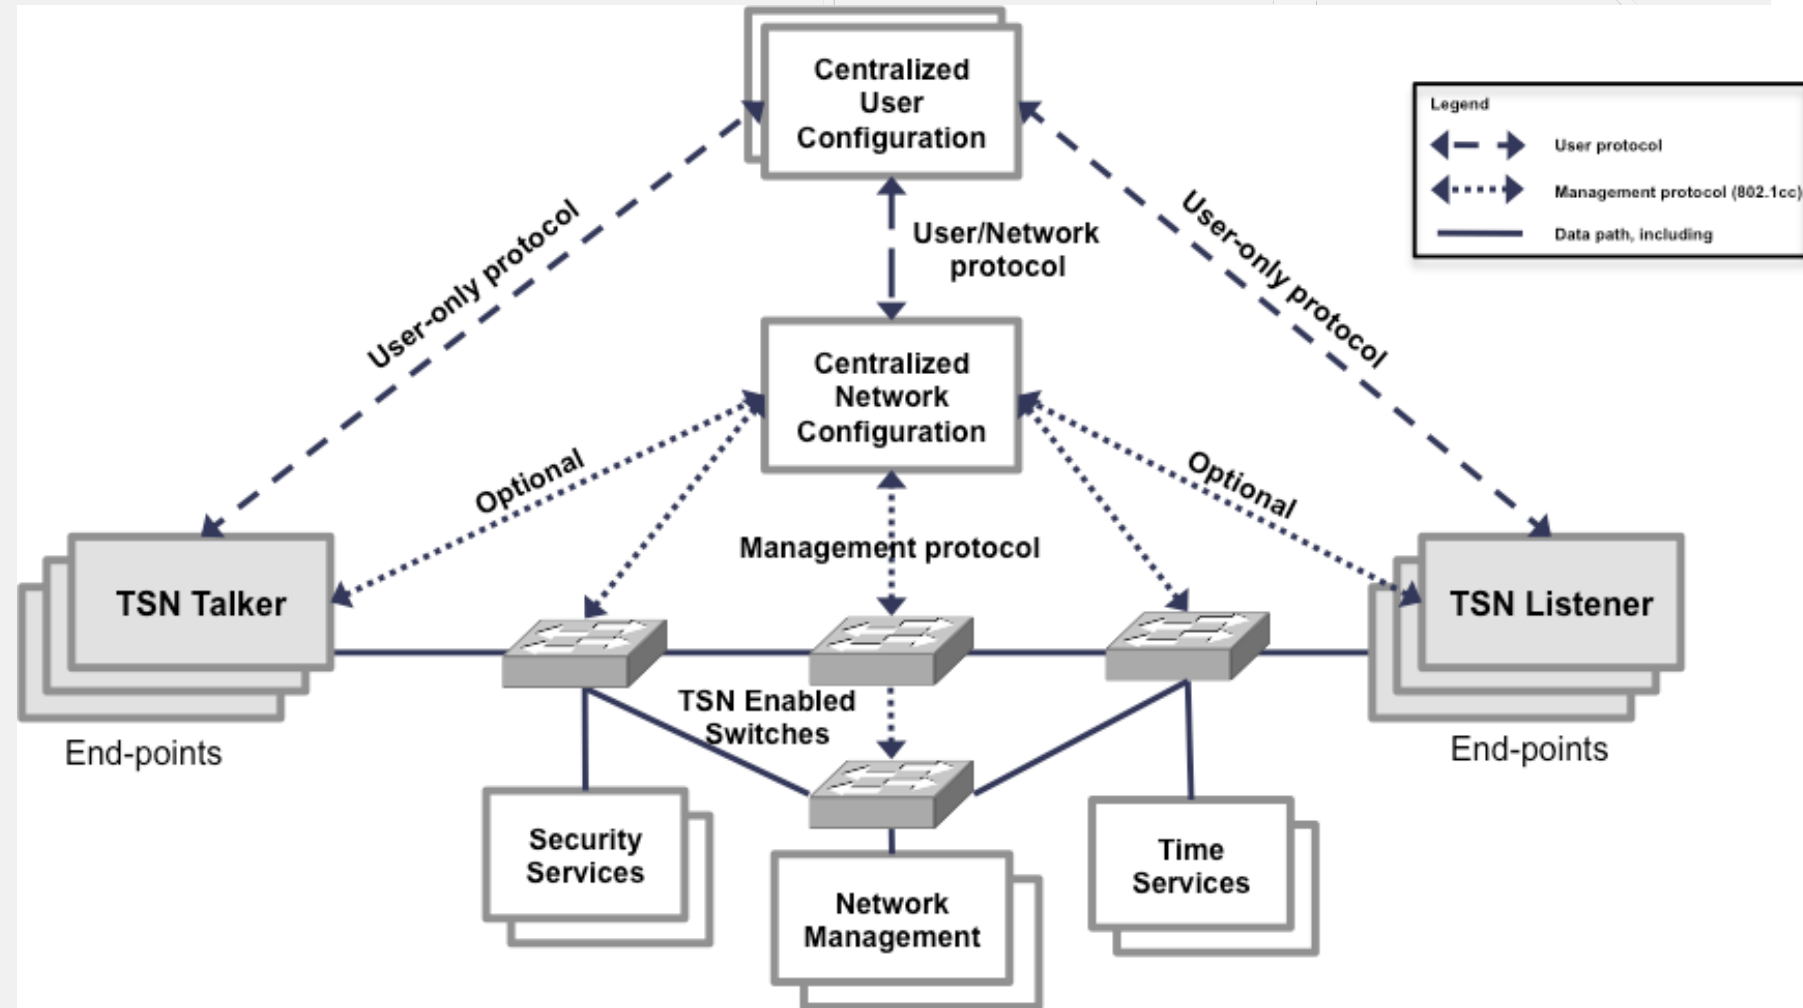 Centralized
User
Configuration
Legend
User protocol
Management protocol (802.1cc)
Data path, including
User-only protocol
User/Network
protocol
User-only protocol
Centralized
Network
Configuration
Optional
Optional
Management protocol
TSN Talker
TSN Listener
TSN Enabled
Switches
End-points
End-points
Security
Services
Time
Services
Network
Management